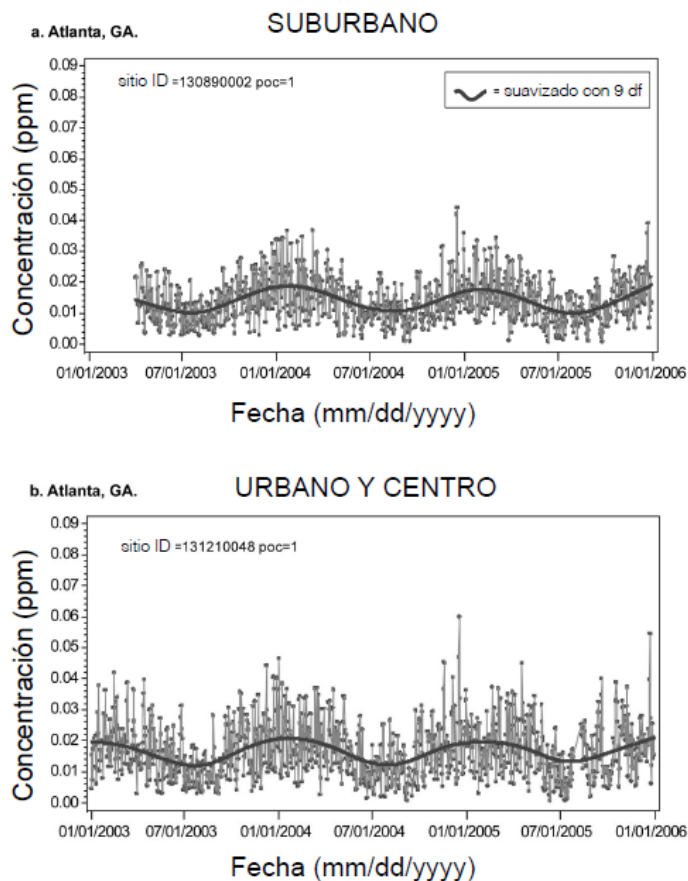 SUBURBANO
a. Atlanta, GA.
sitio ID =130890002 poc=1
= suavizado con 9 df
Concentración (ppm)
0.09
0.08
0.07
0.06
0.05
0.04
0.03
0.02
0.01
0.00
01/01/2003 07/01/2003 01/01/2004 07/01/2004 01/01/2005 07/01/2005 01/01/2006
Fecha (mm/dd/yyyy)
b. Atlanta, GA. URBANO Y CENTRO
sitio ID =131210048 poc=1
Concentración (ppm)
0.09
0.08
0.07
0.06
0.05
0.04
0.03
0.02
0.01
0.00
01/01/2003 07/01/2003 01/01/2004 07/01/2004 01/01/2005 07/01/2005 01/01/2006
Fecha (mm/dd/yyyy)